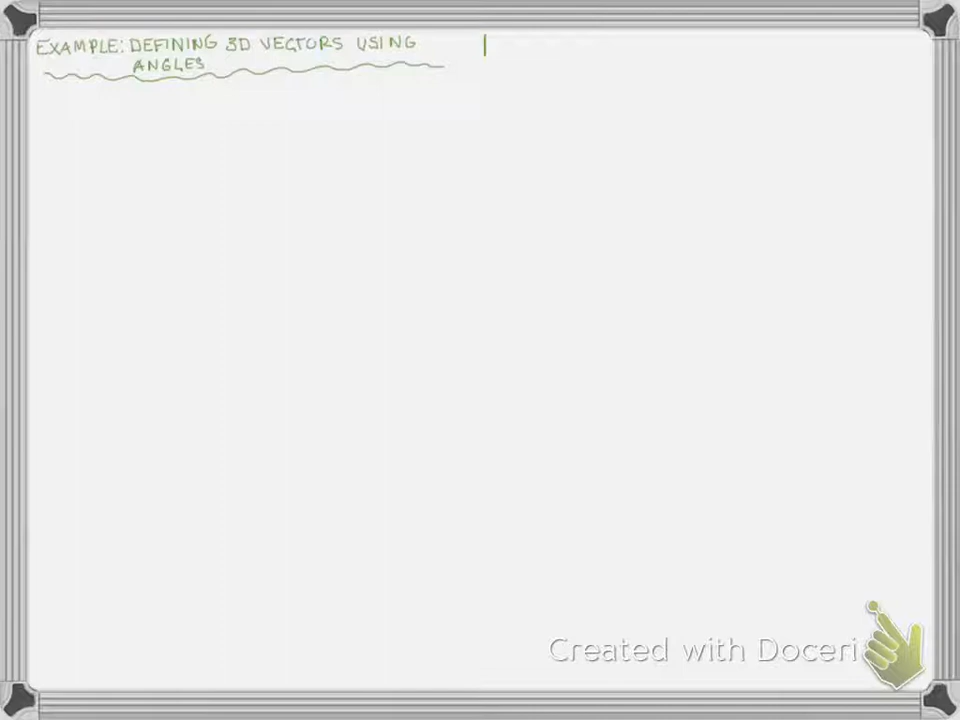 EXAMPLE: DEFINING 3D VECTORS USING
ANGLES
Created with Doceri